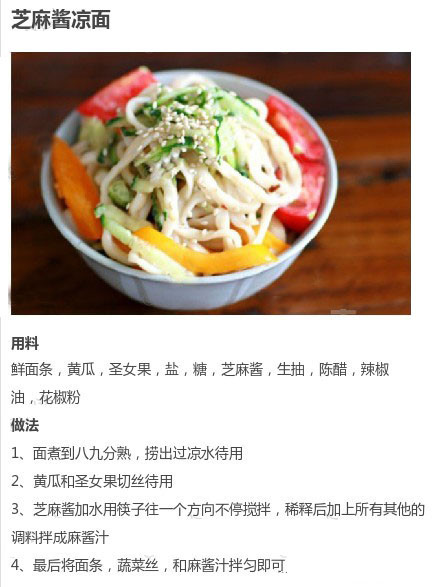 芝麻酱凉面
用料
鲜面条，黄瓜，圣女果，盐，糖，芝麻酱，生抽，陈醋，辣椒
油，花椒粉
做法
1、面煮到八九分熟，捞出过凉水待用
2、黄瓜和圣女果切丝待用
3、芝麻酱加水用筷子往一个方向不停搅拌，稀释后加上所有其他的
调料拌成麻酱汁
4、最后将面条，蔬菜丝，和麻酱汁拌匀即可